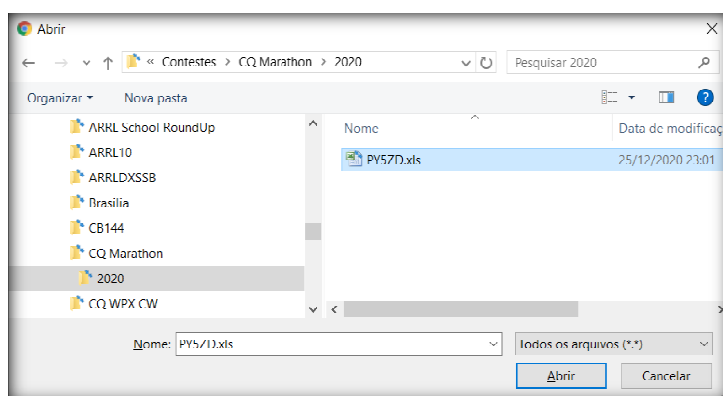 Abrir
« Contestes > CQ Marathon > 2020
Pesquisar 2020
Organizar
Nova pasta
ARRL School RoundUp
ARRL10
ARRLDXSSB
Brasilia
CB144
CQ Marathon
2020
CQ WPX CW
Nome
Data de modificaç
PY5ZD.xls
25/12/2020 23:01
Nome: PY5ZD.xls
Todos os arquivos (*.*)
Abrir
Cancelar